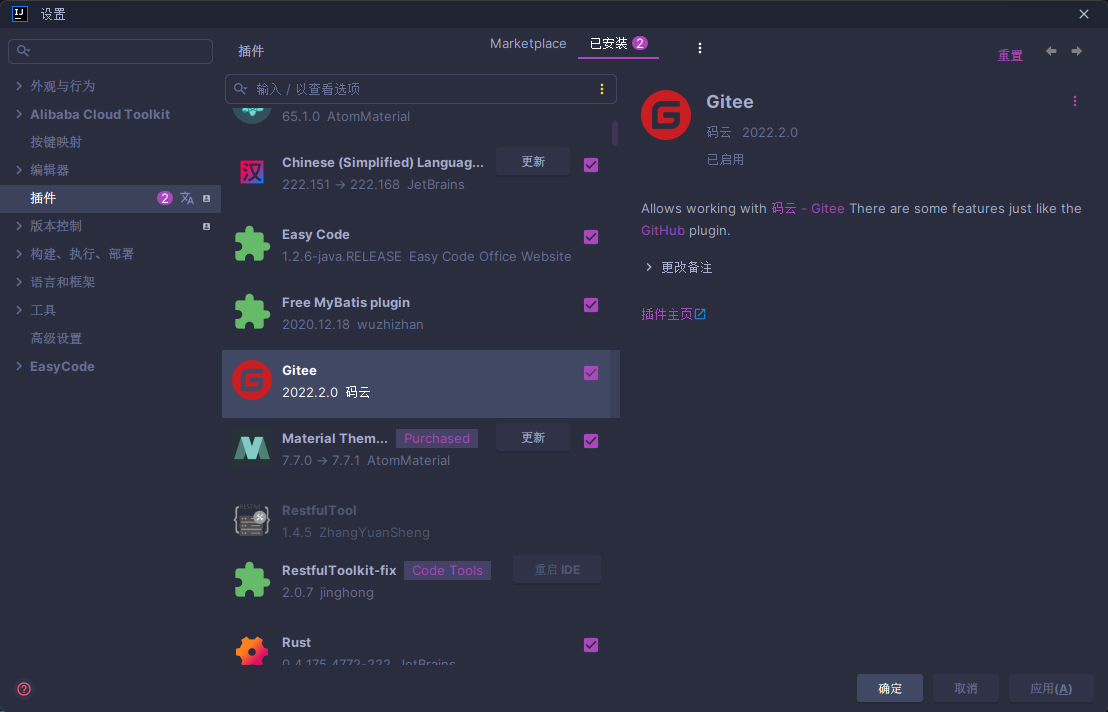 设置
外观与行为
Alibaba Cloud Toolkit
按键映射
编辑器
插件 2
版本控制
构建、执行、部署
语言和框架
工具
高级设置
EasyCode
插件 Marketplace 已安装 2 重置
输入 / 以查看选项
65.1.0 AtomMaterial
Chinese (Simplified) Languag... 更新
222.151 → 222.168 JetBrains
Easy Code
1.2.6-java.RELEASE Easy Code Office Website
Free MyBatis plugin
2020.12.18 wuzhizhan
Gitee
2022.2.0 码云
Material Them... Purchased 更新
7.7.0 → 7.7.1 AtomMaterial
RestfulTool
1.4.5 ZhangYuanSheng
RestfulToolkit-fix Code Tools 重启 IDE
2.0.7 jinghong
Rust
0.4.175.4772-222 JetBrains
Gitee
码云 2022.2.0
已启用
Allows working with 码云 - Gitee There are some features just like the
GitHub plugin.
更改备注
插件主页
确定 取消 应用(A)